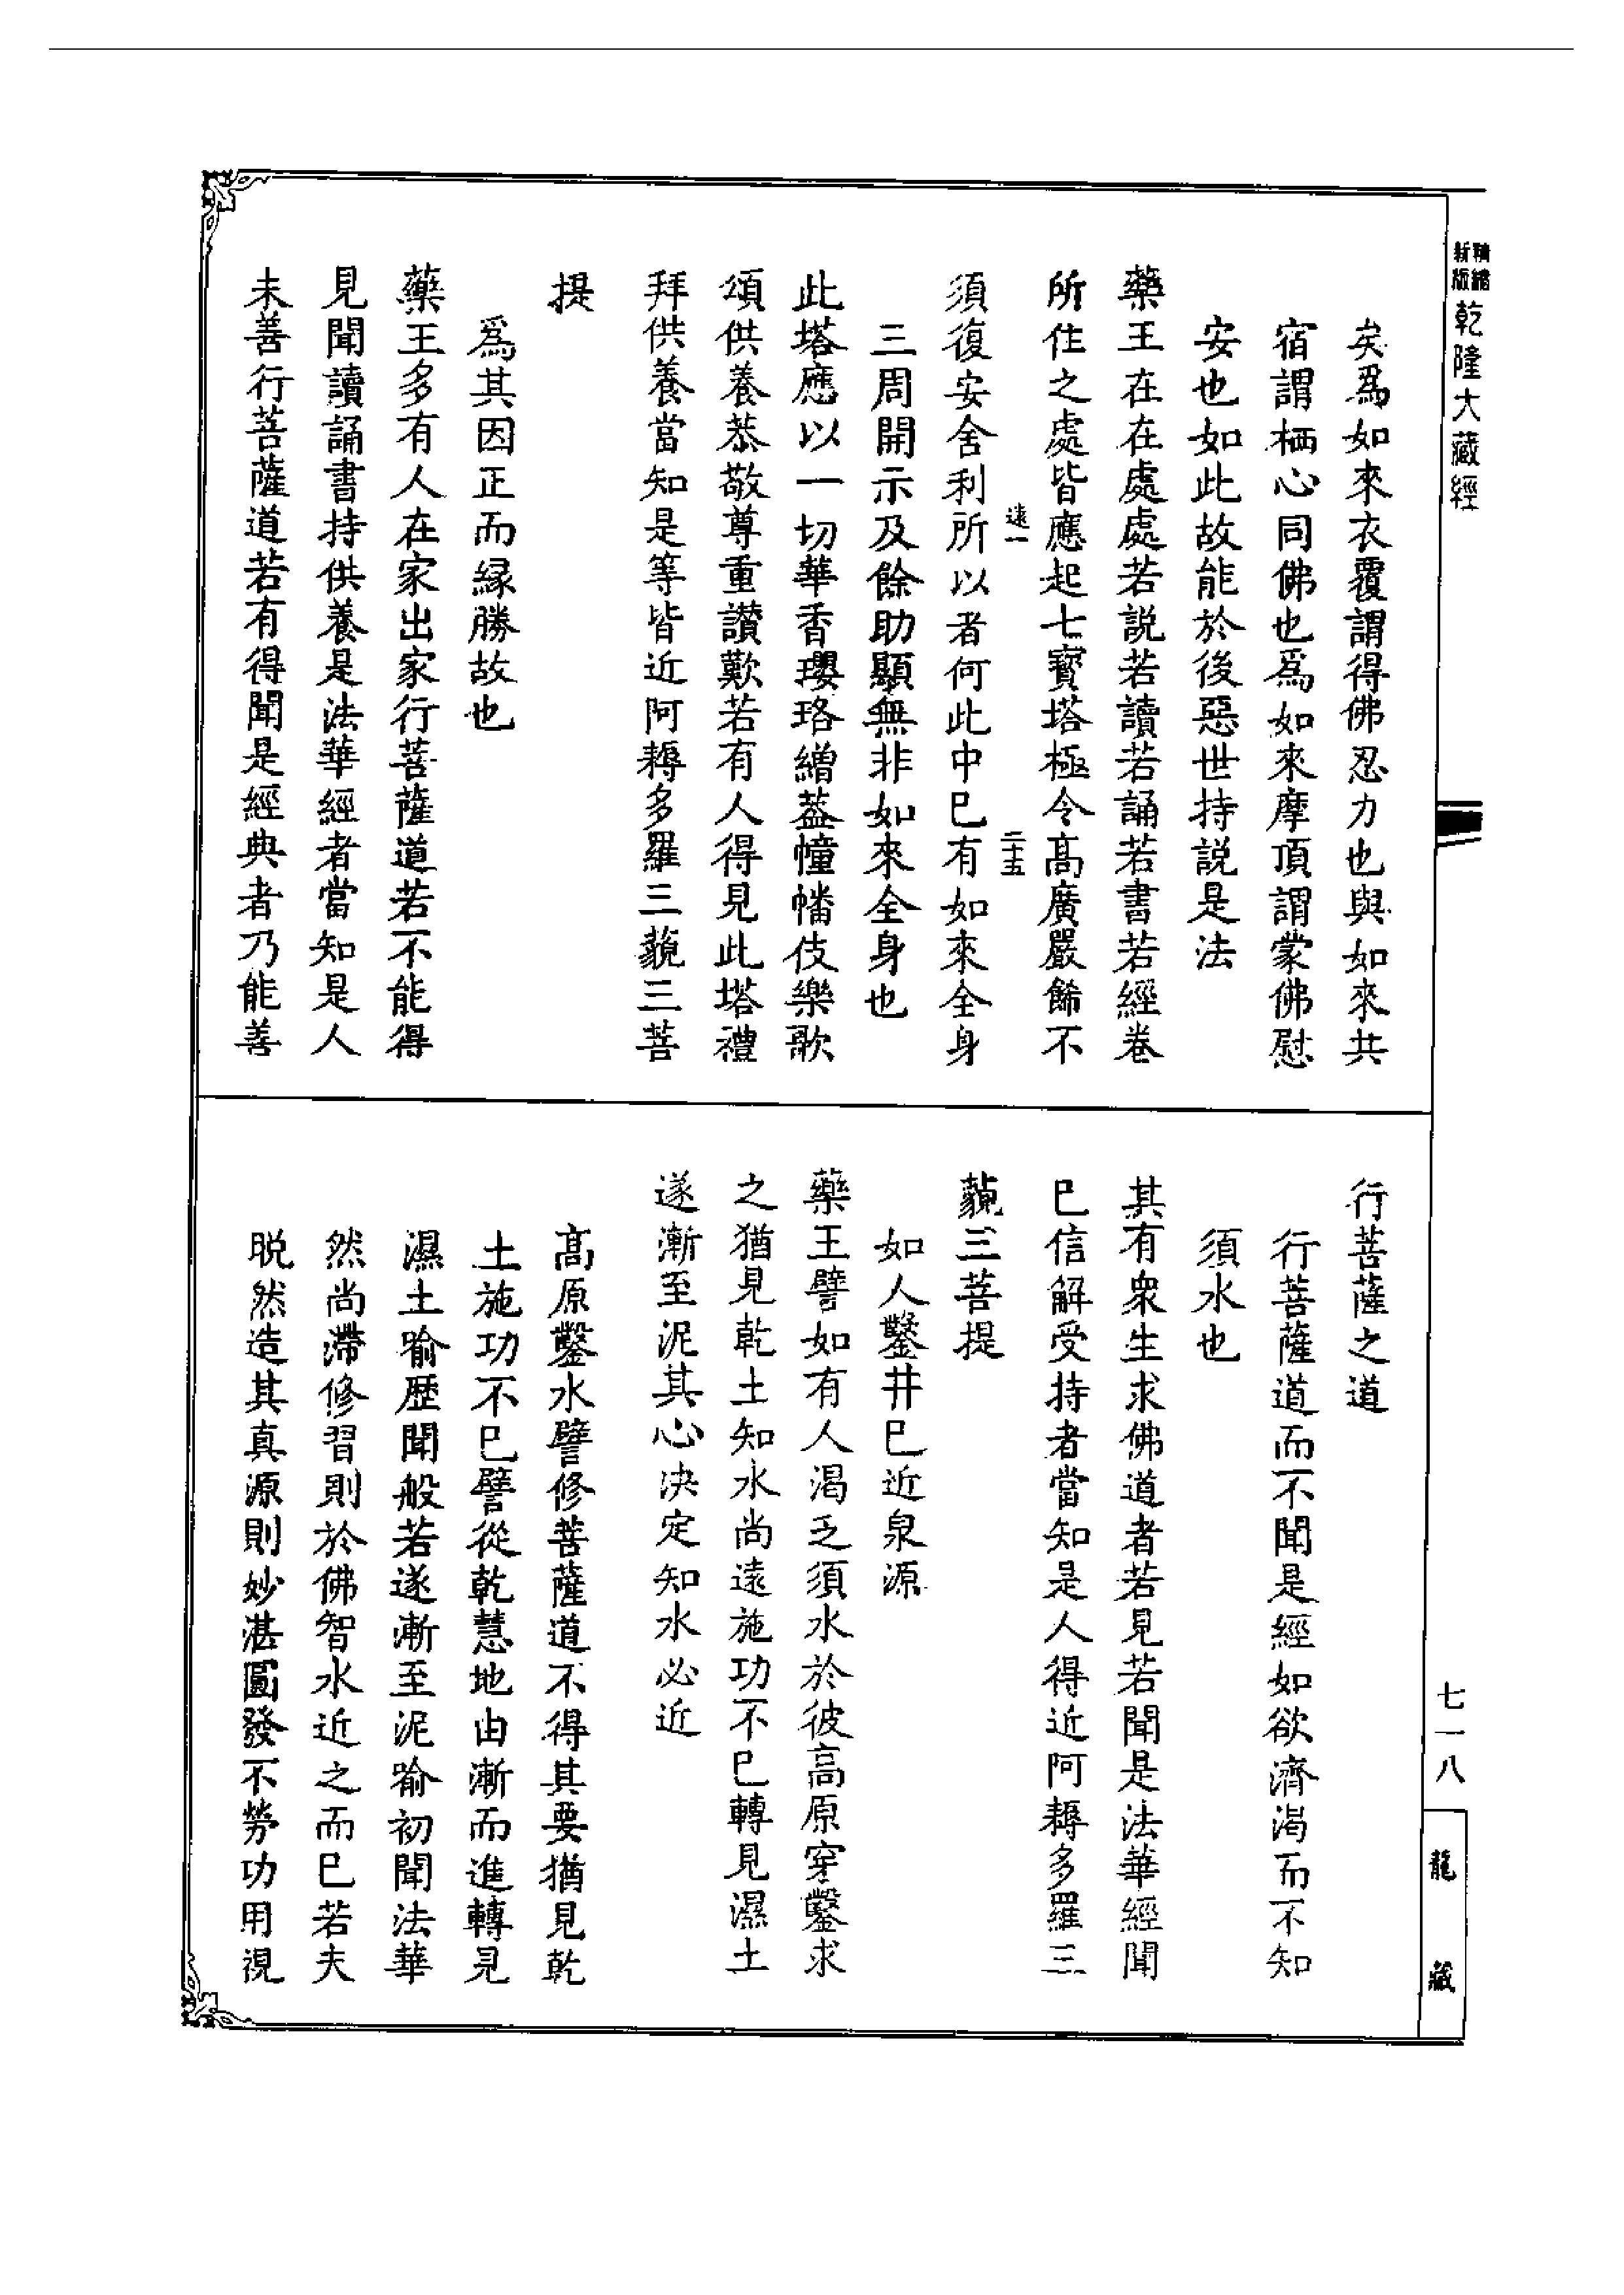 精縮新版乾隆大藏經
矣爲如來衣覆謂得佛忍力也與如來共
宿謂栖心同佛也爲如來摩頂謂蒙佛慰
安也如此故能於後惡世持説是法
藥王在在處處若説若讀若誦若書若經卷
所住之處皆應起七寶塔極令高廣嚴飾不
遠一
二十五
須復安舍利所以者何此中已有如來全身
三周開示及餘助顯無非如來全身也
此塔應以一切華香瓔珞繒葢幢幡伎樂歌
頌供養恭敬尊重讚歎若有人得見此塔禮
拜供養當知是等皆近阿耨多羅三藐三菩
提
爲其因正而縁勝故也
藥王多有人在家出家行菩薩道若不能得
見聞讀誦書持供養是法華經者當知是人
未善行菩薩道若有得聞是經典者乃能善
行菩薩之道
行菩薩道而不聞是經如欲濟渴而不知
須水也
其有衆生求佛道者若見若聞是法華經聞
已信解受持者當知是人得近阿耨多羅三
藐三菩提
如人鑿井已近泉源
藥王譬如有人渴乏須水於彼高原穿鑿求
之猶見乾土知水尚遠施功不已轉見濕土
遂漸至泥其心決定知水必近
高原鑿水譬修菩薩道不得其要猶見乾
土施功不已譬從乾慧地由漸而進轉見
濕土喻歷聞般若遂漸至泥喻初聞法華
然尚滯修習則於佛智水近之而已若夫
脱然造其真源則妙湛圓發不勞功用視
七一八
龍藏